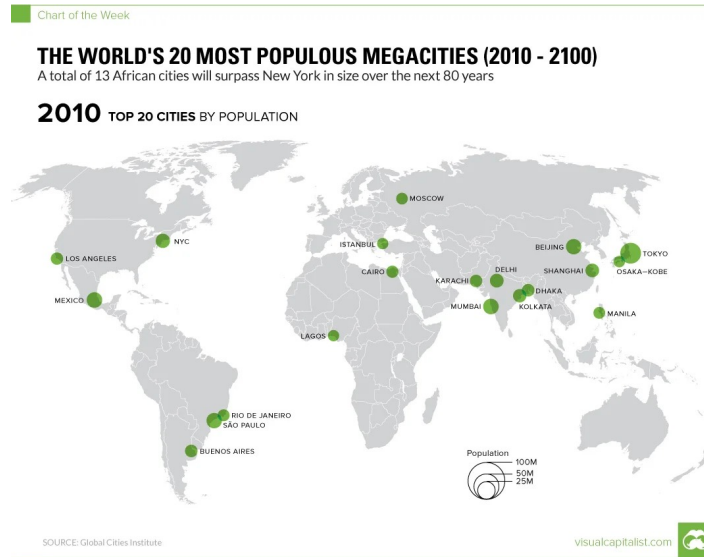 Chart of the Week
THE WORLD'S 20 MOST POPULOUS MEGACITIES (2010 - 2100)
A total of 13 African cities will surpass New York in size over the next 80 years
2010 TOP 20 CITIES BY POPULATION
MOSCOW
NYC
ISTANBUL
BEIJING
TOKYO
LOS ANGELES
CAIRO
DELHI
SHANGHAI
OSAKA–KOBE
KARACHI
DHAKA
MEXICO
MUMBAI
KOLKATA
MANILA
LAGOS
RIO DE JANEIRO
SÃO PAULO
BUENOS AIRES
Population
100M
50M
25M
SOURCE: Global Cities Institute
visualcapitalist.com